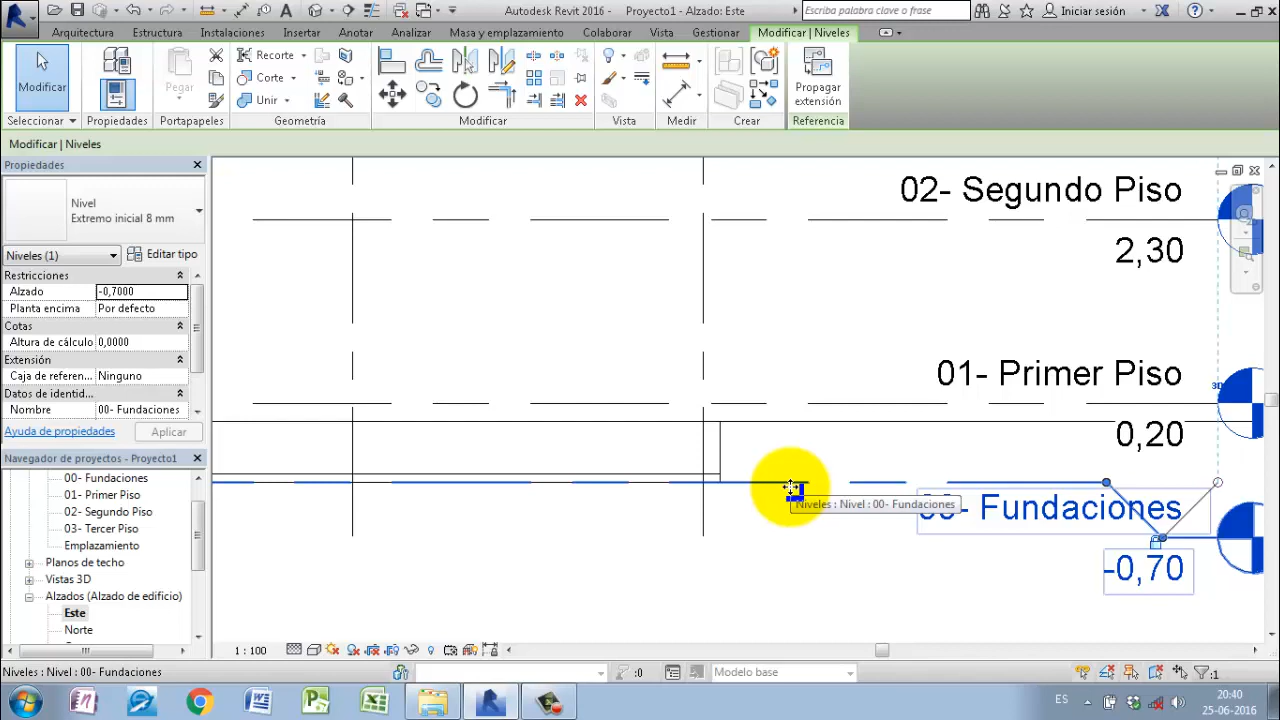 Autodesk Revit 2016 - Proyecto1 - Alzado: Este
Escriba palabra clave o frase
Iniciar sesión
Arquitectura Estructura Instalaciones Insertar Anotar Analizar Masa y emplazamiento Colaborar Vista Gestionar Modificar | Niveles
Modificar
Pegar
Recorte
Corte
Unir
Propagar
extensión
Seleccionar Propiedades Portapapeles Geometría Modificar Vista Medir Crear Referencia
Modificar | Niveles
Propiedades
Nivel
Extremo inicial 8 mm
Niveles (1)
Editar tipo
Restricciones
Alzado -0,7000
Planta encima Por defecto
Cotas
Altura de cálculo 0,0000
Extensión
Caja de referen... Ninguno
Datos de identid...
Nombre 00- Fundaciones
Ayuda de propiedades Aplicar
Navegador de proyectos - Proyecto1
00- Fundaciones
01- Primer Piso
02- Segundo Piso
03- Tercer Piso
Emplazamiento
Planos de techo
Vistas 3D
Alzados (Alzado de edificio)
Este
Norte
02- Segundo Piso
2,30
01- Primer Piso
3D
0,20
Niveles : Nivel : 00- Fundaciones
00- Fundaciones
-0,70
1 : 100
Niveles : Nivel : 00- Fundaciones
:0
Modelo base
:1
ES
20:40
25-06-2016